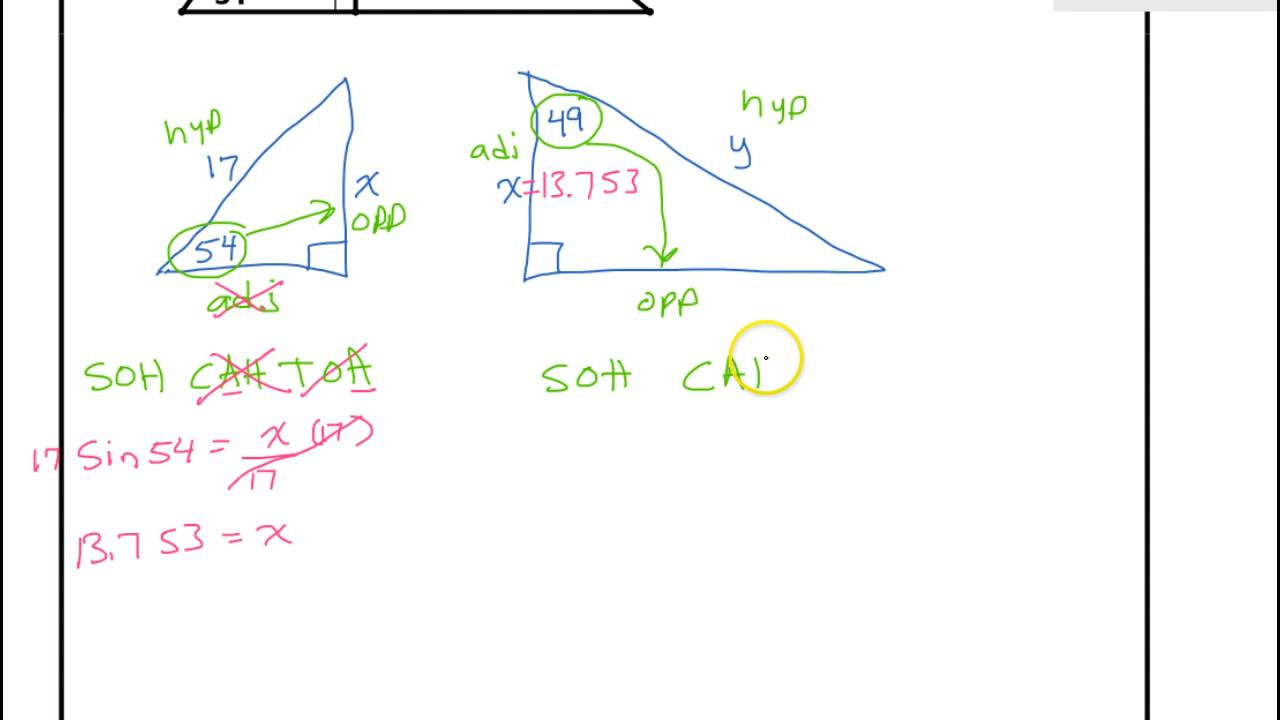 hyp
17
x
opp
54
adj
SOH CAH TOA
17 Sin 54 = x (17)
17
13.753 = x
49
hyp
y
adj
x=13.753
opp
SOH CAH